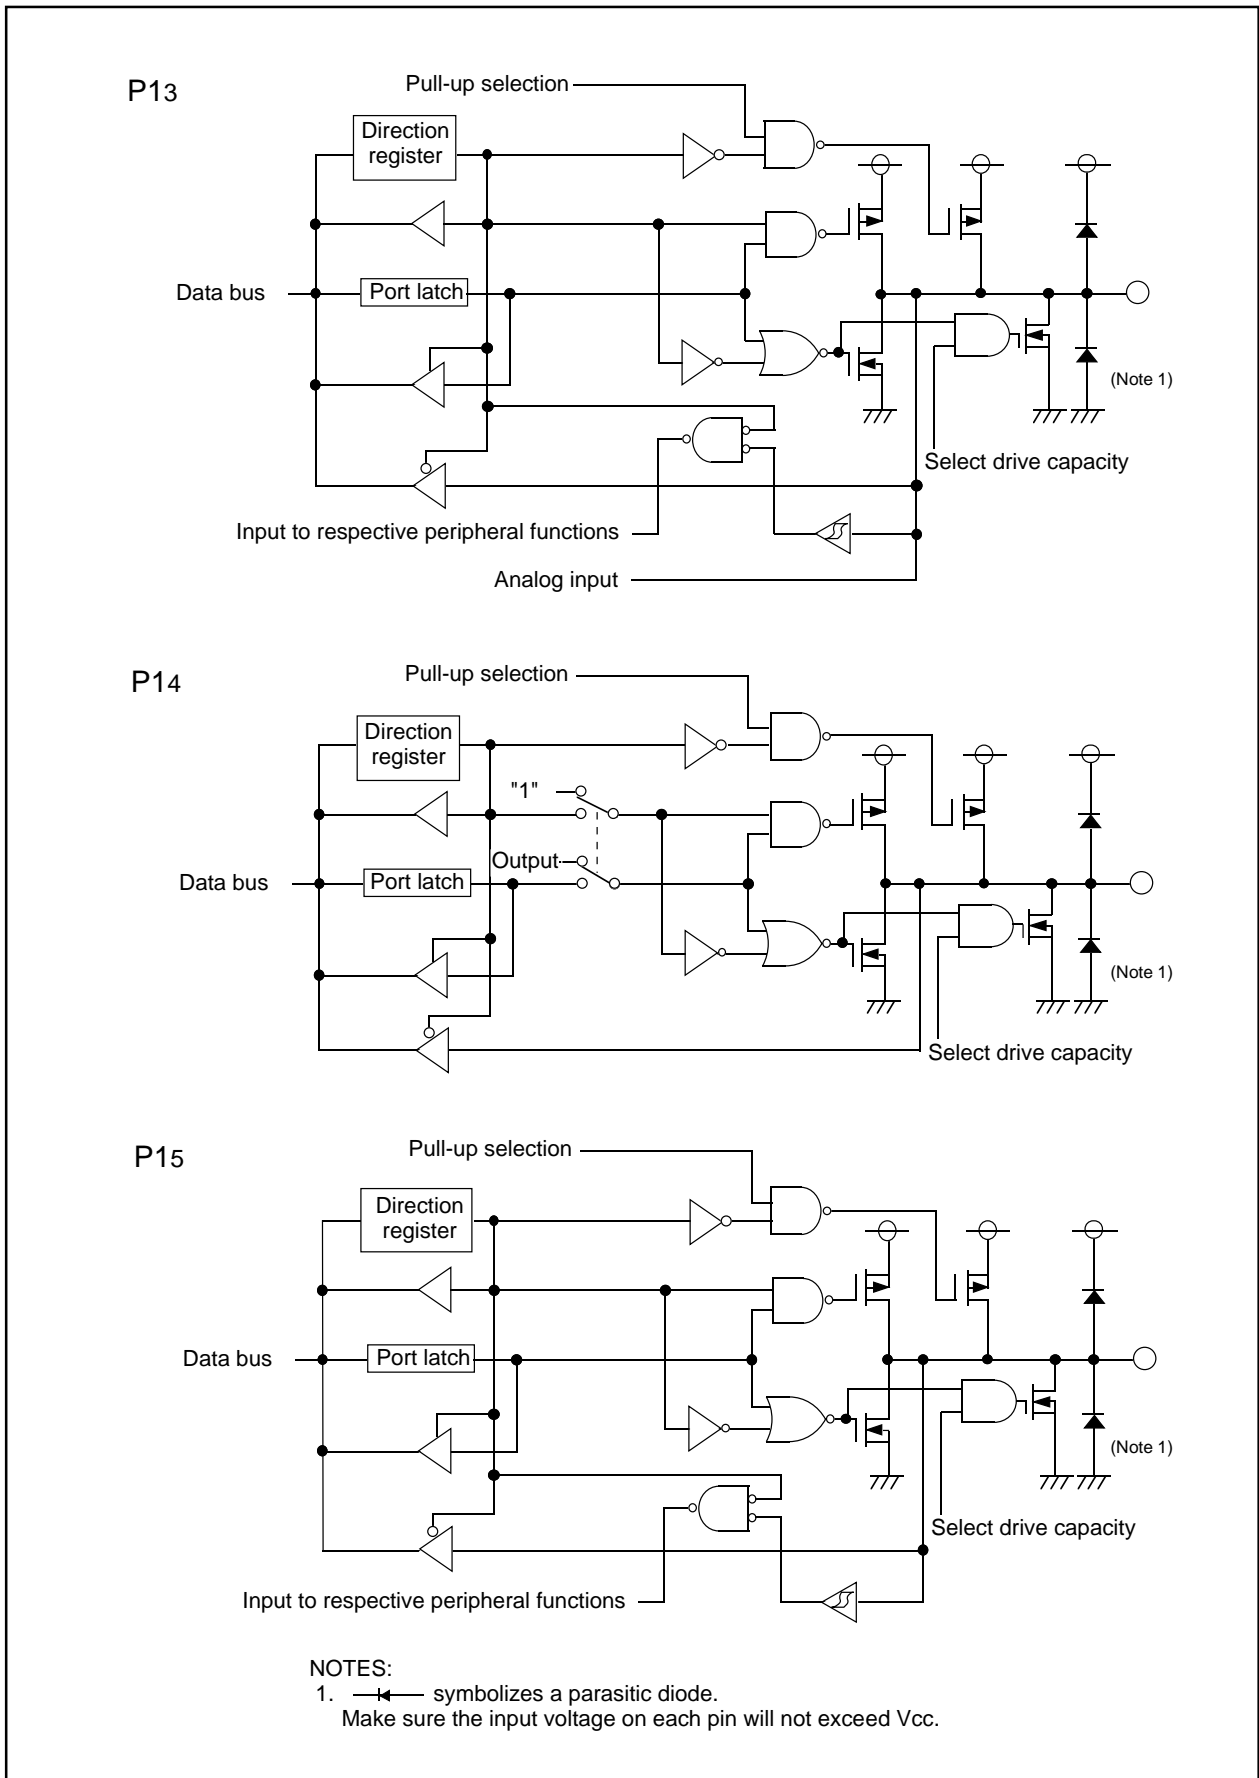 P13
Pull-up selection
Direction
register
Data bus
Port latch
(Note 1)
Select drive capacity
Input to respective peripheral functions
Analog input
P14
Pull-up selection
Direction
register
"1"
Output
Data bus
Port latch
(Note 1)
Select drive capacity
P15
Pull-up selection
Direction
register
Data bus
Port latch
(Note 1)
Select drive capacity
Input to respective peripheral functions
NOTES:
1. symbolizes a parasitic diode.
Make sure the input voltage on each pin will not exceed Vcc.